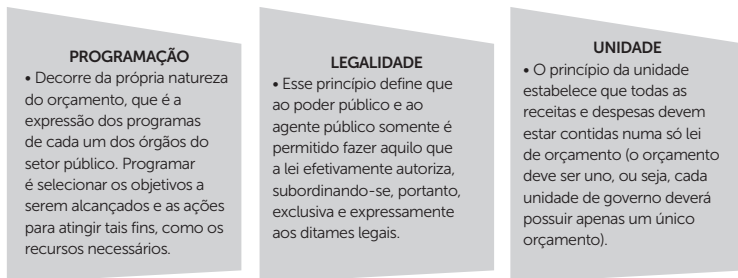 PROGRAMAÇÃO
• Decorre da própria natureza
do orçamento, que é a
expressão dos programas
de cada um dos órgãos do
setor público. Programar
é selecionar os objetivos a
serem alcançados e as ações
para atingir tais fins, como os
recursos necessários.
LEGALIDADE
• Esse princípio define que
ao poder público e ao
agente público somente é
permitido fazer aquilo que
a lei efetivamente autoriza,
subordinando-se, portanto,
exclusiva e expressamente
aos ditames legais.
UNIDADE
• O princípio da unidade
estabelece que todas as
receitas e despesas devem
estar contidas numa só lei
de orçamento (o orçamento
deve ser uno, ou seja, cada
unidade de governo deverá
possuir apenas um único
orçamento).